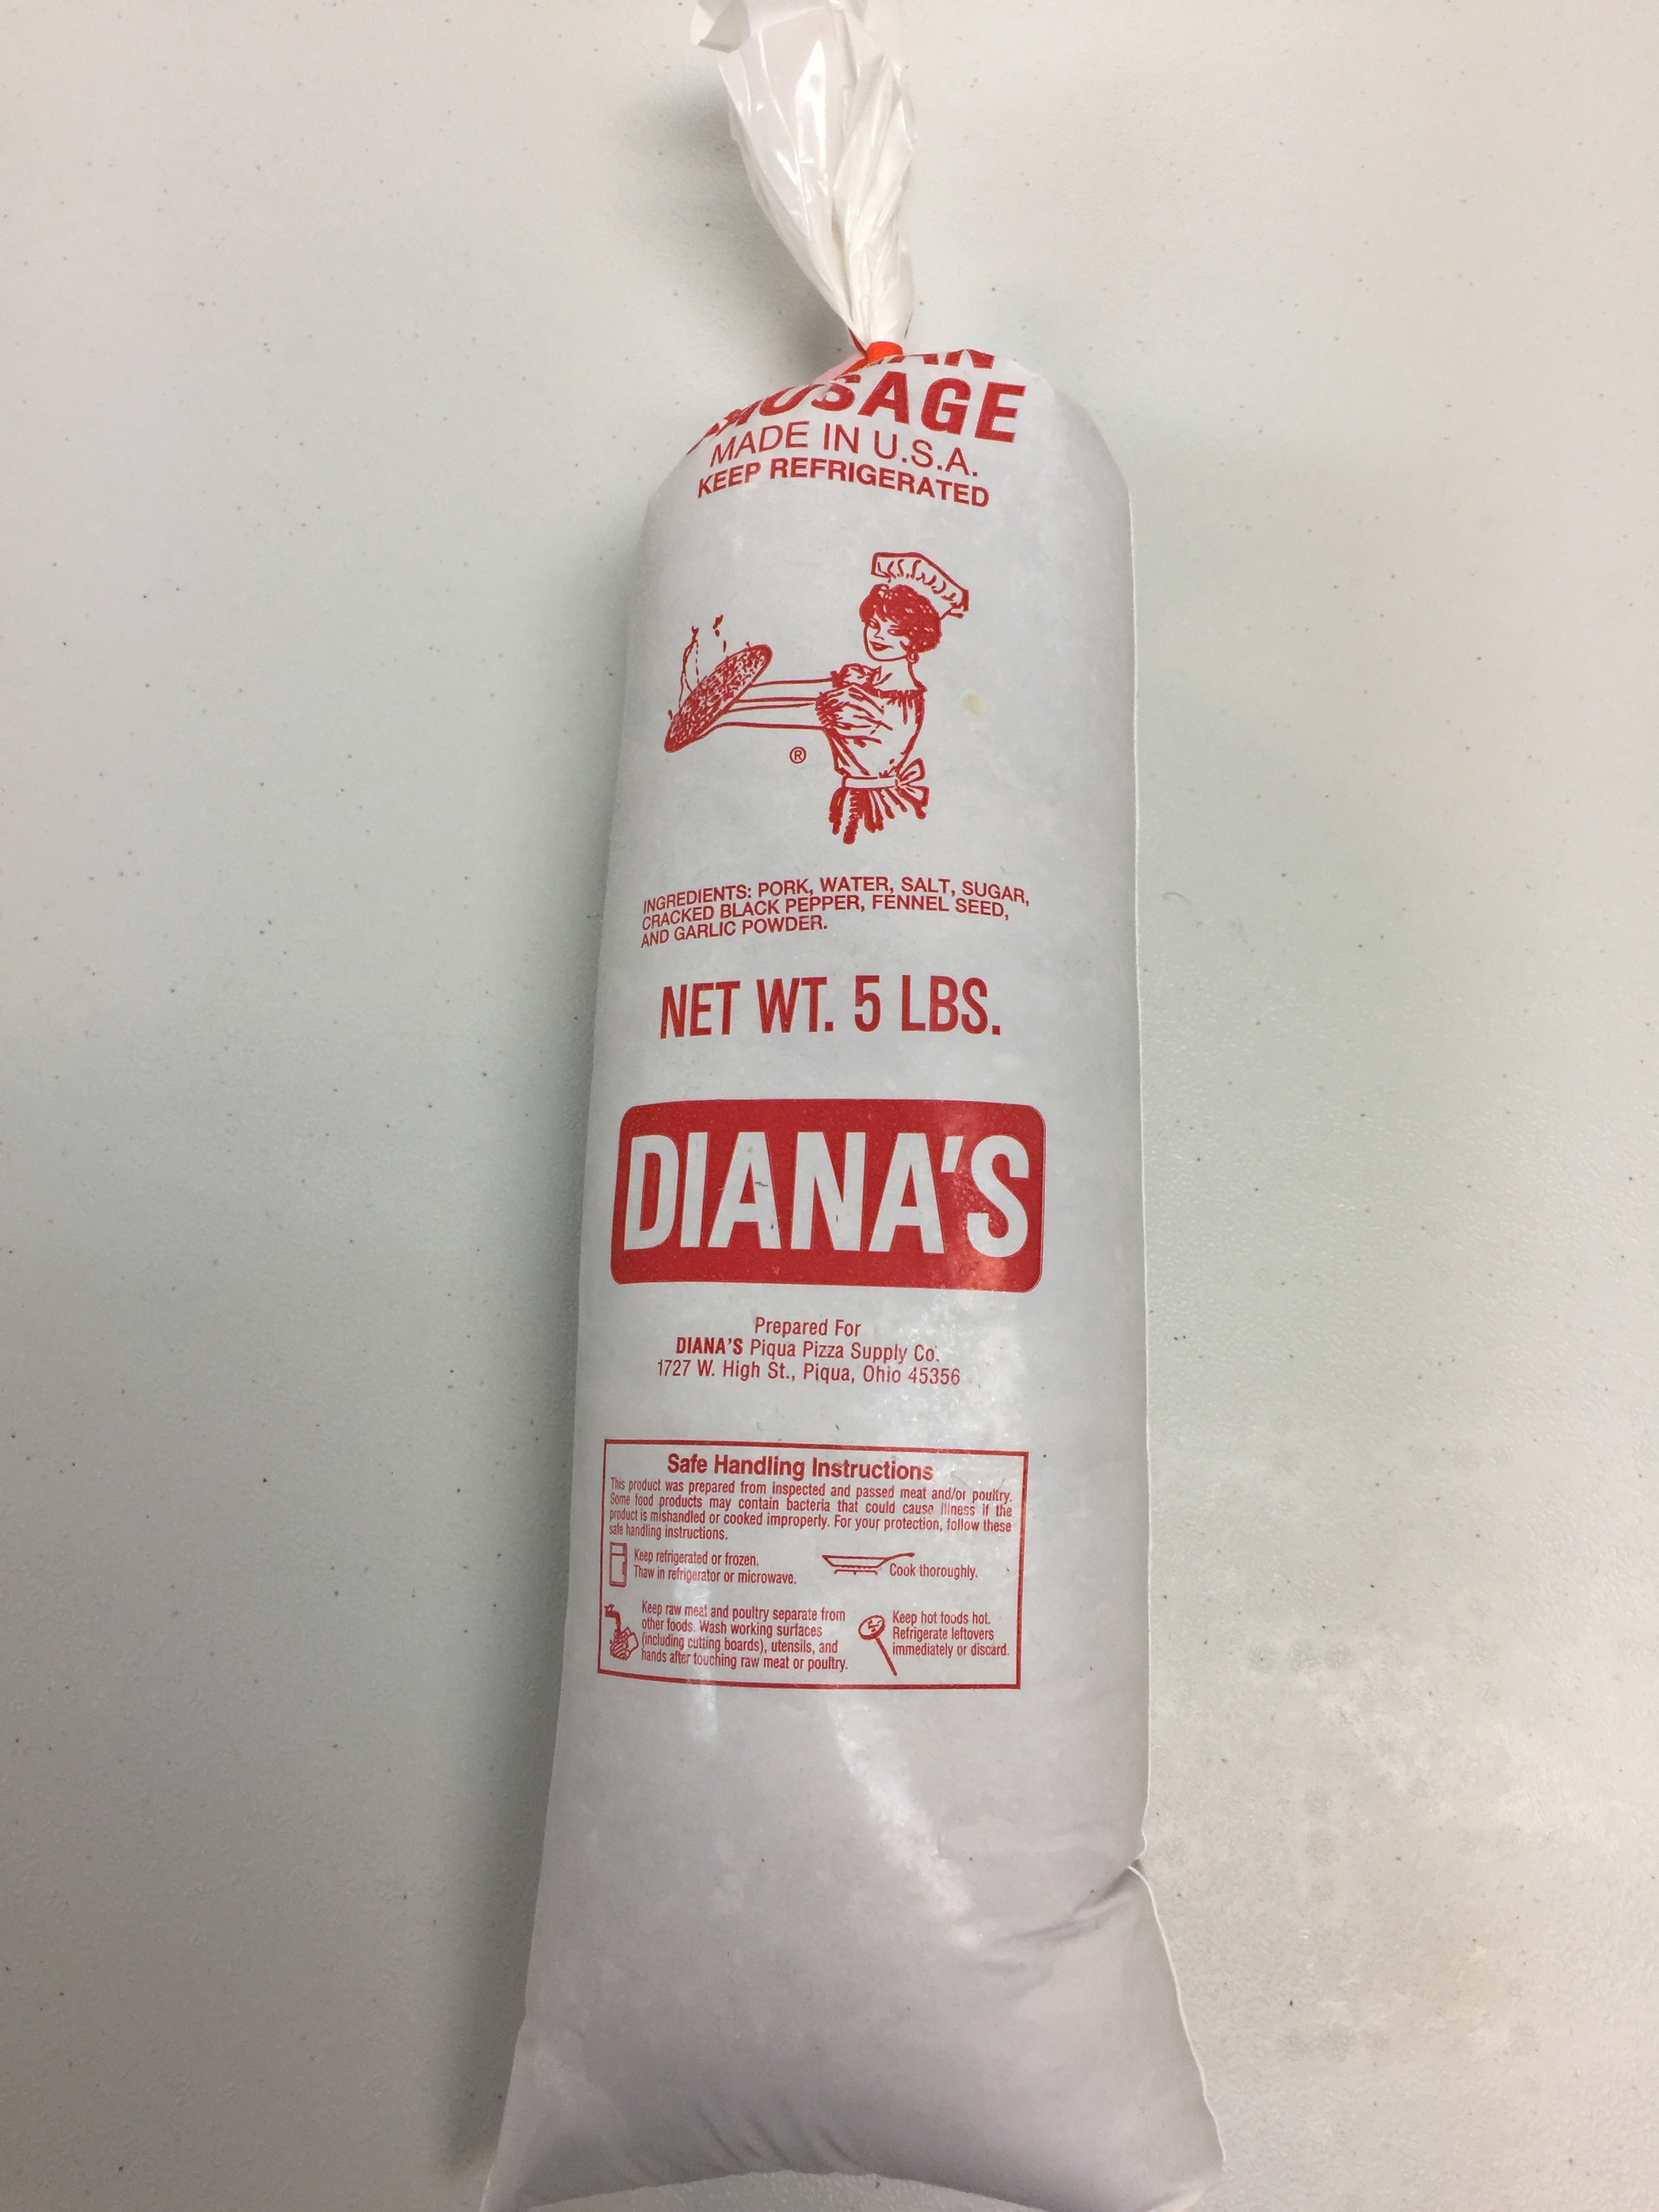 SAUSAGE
MADE IN U.S.A.
KEEP REFRIGERATED
®
INGREDIENTS: PORK, WATER, SALT, SUGAR,
CRACKED BLACK PEPPER, FENNEL SEED,
AND GARLIC POWDER.
NET WT. 5 LBS.
DIANA'S
Prepared For
DIANA'S Piqua Pizza Supply Co.
1727 W. High St., Piqua, Ohio 45356
Safe Handling Instructions
This product was prepared from inspected and passed meat and/or poultry.
Some food products may contain bacteria that could cause illness if the
product is mishandled or cooked improperly. For your protection, follow these
safe handling instructions.
Keep refrigerated or frozen.
Thaw in refrigerator or microwave.
Cook thoroughly.
Keep raw meat and poultry separate from
other foods. Wash working surfaces
(including cutting boards), utensils, and
hands after touching raw meat or poultry.
Keep hot foods hot.
Refrigerate leftovers
immediately or discard.